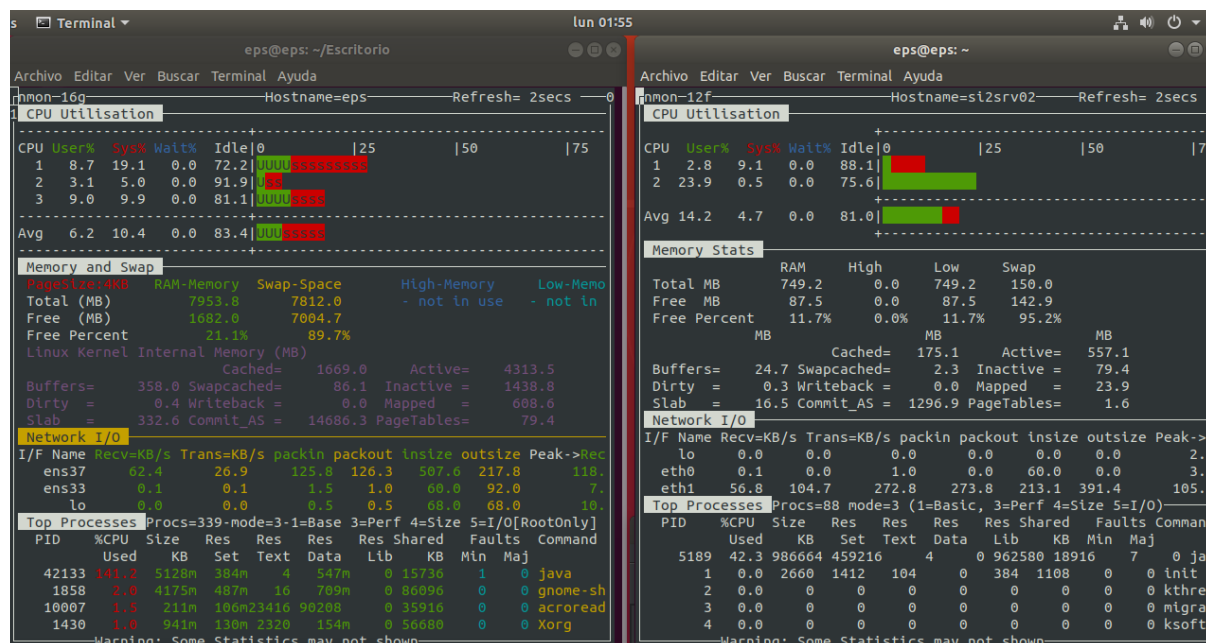 s Terminal lun 01:55
eps@eps: ~/Escritorio
Archivo Editar Ver Buscar Terminal Ayuda
nmon-16g Hostname=eps Refresh= 2secs 0
1 CPU Utilisation
CPU User% Sys% Wait% Idle|0 |25 |50 |75
1 8.7 19.1 0.0 72.2|UUUUsssssssss
2 3.1 5.0 0.0 91.9|Uss
3 9.0 9.9 0.0 81.1|UUUUssss
Avg 6.2 10.4 0.0 83.4|UUUsssss
Memory and Swap
PageSize:4KB RAM-Memory Swap-Space High-Memory Low-Memo
Total (MB) 7953.8 7812.0 - not in use - not in
Free (MB) 1682.0 7004.7
Free Percent 21.1% 89.7%
Linux Kernel Internal Memory (MB)
Cached= 1669.0 Active= 4313.5
Buffers= 358.0 Swapcached= 86.1 Inactive = 1438.8
Dirty = 0.4 Writeback = 0.0 Mapped = 608.6
Slab = 332.6 Commit_AS = 14686.3 PageTables= 79.4
Network I/O
I/F Name Recv=KB/s Trans=KB/s packin packout insize outsize Peak->Rec
ens37 62.4 26.9 125.8 126.3 507.6 217.8 118.
ens33 0.1 0.1 1.5 1.0 60.0 92.0 7.
lo 0.0 0.0 0.5 0.5 68.0 68.0 10.
Top Processes Procs=339-mode=3-1=Base 3=Perf 4=Size 5=I/O[RootOnly]
PID %CPU Size Res Res Res Res Shared Faults Command
Used KB Set Text Data Lib KB Min Maj
42133 141.2 5128m 384m 4 547m 0 15736 1 0 java
1858 2.0 4175m 487m 16 709m 0 86096 0 0 gnome-sh
10007 1.5 211m 106m23416 90208 0 35916 0 0 acroread
1430 1.0 941m 130m 2320 154m 0 56680 0 0 Xorg
Warning: Some Statistics may not shown
eps@eps: ~
Archivo Editar Ver Buscar Terminal Ayuda
nmon-12f Hostname=si2srv02 Refresh= 2secs
CPU Utilisation
CPU User% Sys% Wait% Idle|0 |25 |50 |7
1 2.8 9.1 0.0 88.1|
2 23.9 0.5 0.0 75.6|
Avg 14.2 4.7 0.0 81.0|
Memory Stats
RAM High Low Swap
Total MB 749.2 0.0 749.2 150.0
Free MB 87.5 0.0 87.5 142.9
Free Percent 11.7% 0.0% 11.7% 95.2%
MB MB MB
Cached= 175.1 Active= 557.1
Buffers= 24.7 Swapcached= 2.3 Inactive = 79.4
Dirty = 0.3 Writeback = 0.0 Mapped = 23.9
Slab = 16.5 Commit_AS = 1296.9 PageTables= 1.6
Network I/O
I/F Name Recv=KB/s Trans=KB/s packin packout insize outsize Peak->
lo 0.0 0.0 0.0 0.0 0.0 0.0 2.
eth0 0.1 0.0 1.0 0.0 60.0 0.0 3.
eth1 56.8 104.7 272.8 273.8 213.1 391.4 105.
Top Processes Procs=88 mode=3 (1=Basic, 3=Perf 4=Size 5=I/O)
PID %CPU Size Res Res Res Res Shared Faults Comman
Used KB Set Text Data Lib KB Min Maj
5189 42.3 986664 459216 4 0 962580 18916 7 0 ja
1 0.0 2660 1412 104 0 384 1108 0 0 init
2 0.0 0 0 0 0 0 0 0 0 kthre
3 0.0 0 0 0 0 0 0 0 0 migra
4 0.0 0 0 0 0 0 0 0 0 ksoft
Warning: Some Statistics may not shown